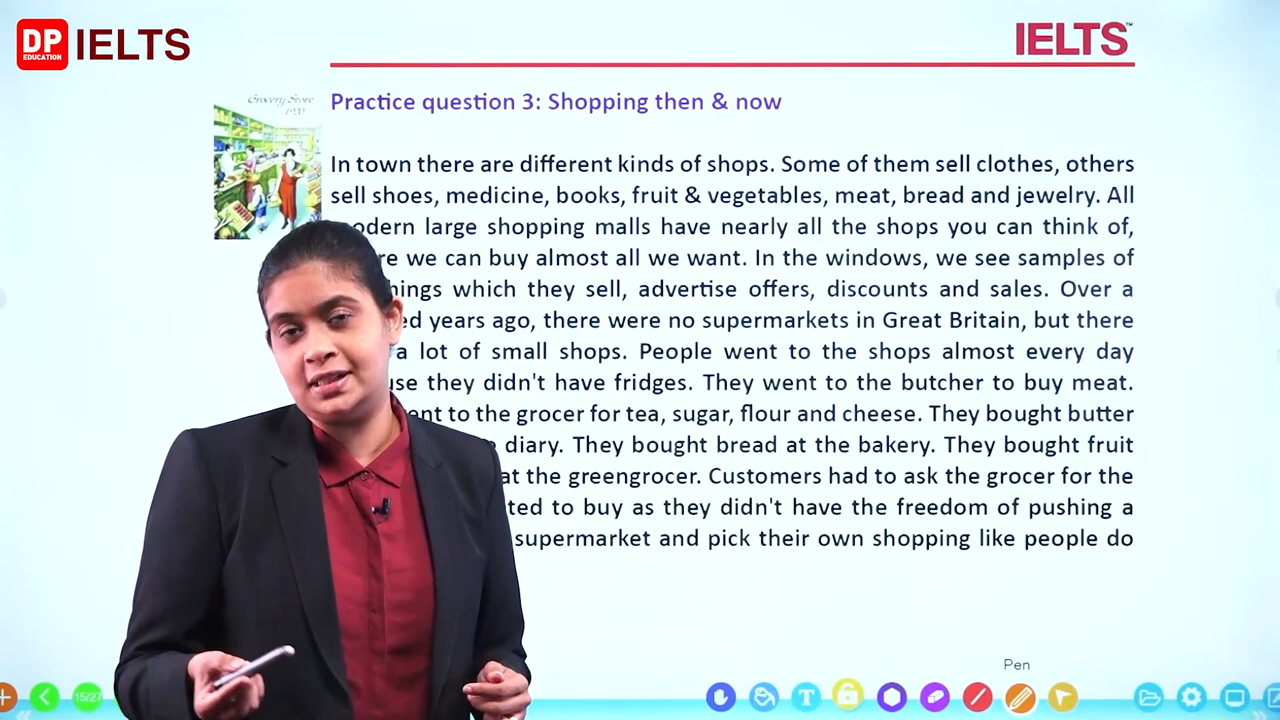 DP
EDUCATION
IELTS
IELTS™
Practice question 3: Shopping then & now
Grocery Store
1920
In town there are different kinds of shops. Some of them sell clothes, others
sell shoes, medicine, books, fruit & vegetables, meat, bread and jewelry. All
large shopping malls have nearly all the shops you can think of,
we can buy almost all we want. In the windows, we see samples of
which they sell, advertise offers, discounts and sales. Over a
years ago, there were no supermarkets in Great Britain, but there
a lot of small shops. People went to the shops almost every day
they didn't have fridges. They went to the butcher to buy meat.
to the grocer for tea, sugar, flour and cheese. They bought butter
diary. They bought bread at the bakery. They bought fruit
at the greengrocer. Customers had to ask the grocer for the
to buy as they didn't have the freedom of pushing a
supermarket and pick their own shopping like people do
Pen
15/27